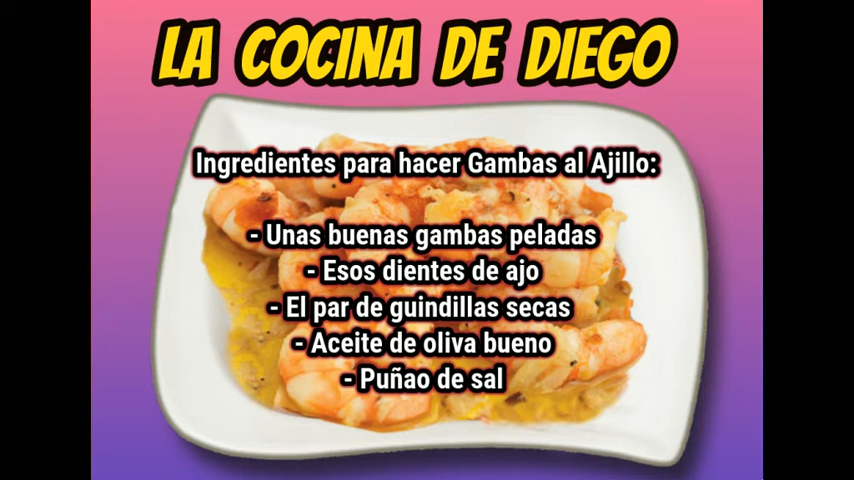 LA COCINA DE DIEGO
Ingredientes para hacer Gambas al Ajillo:
- Unas buenas gambas peladas
- Esos dientes de ajo
- El par de guindillas secas
- Aceite de oliva bueno
- Puñao de sal